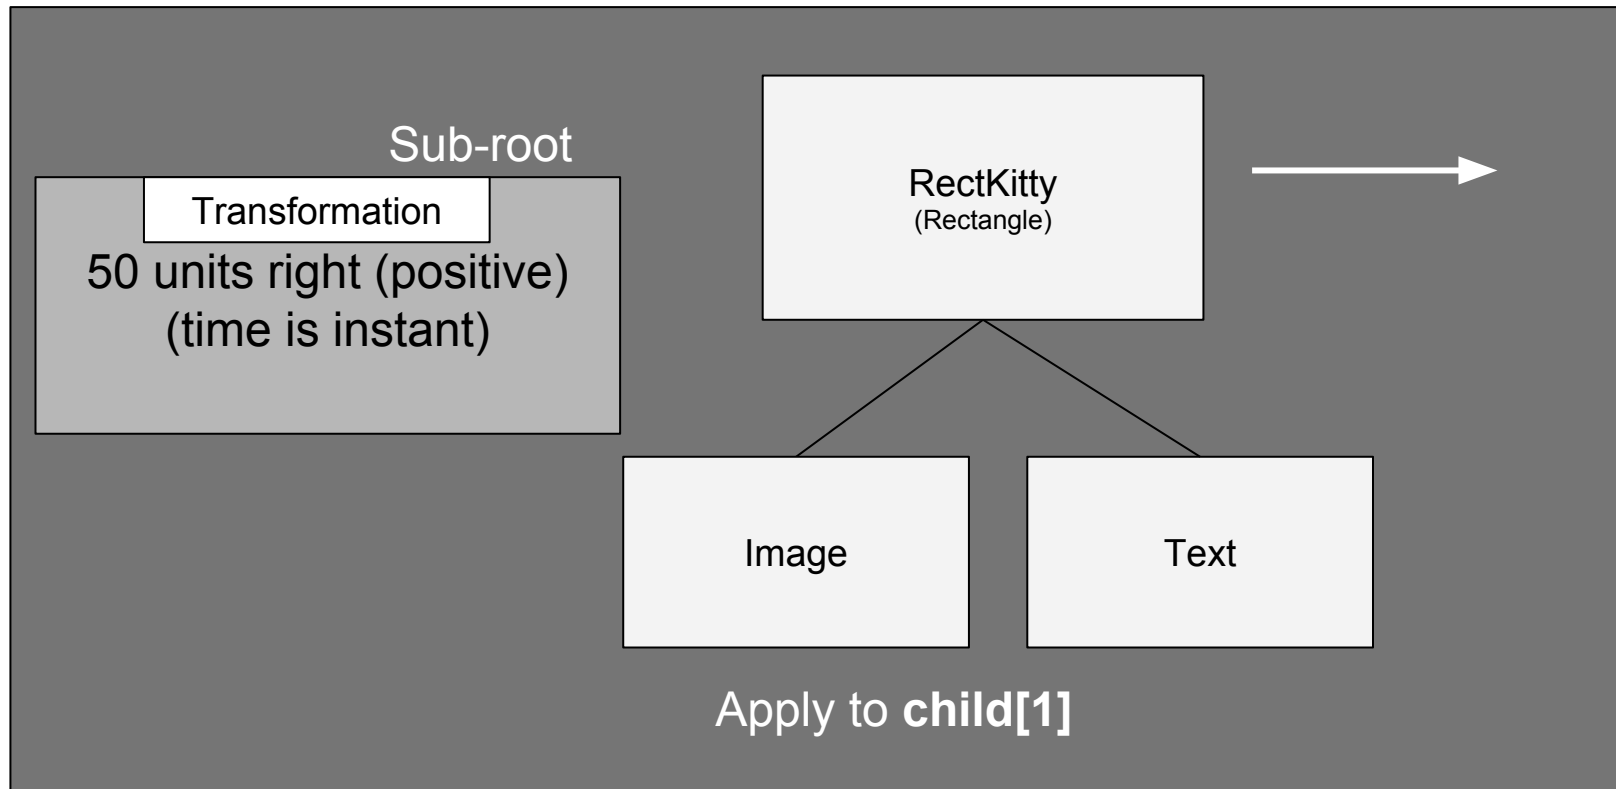 Sub-root
Transformation
50 units right (positive)
(time is instant)
RectKitty
(Rectangle)
Image
Text
Apply to child[1]